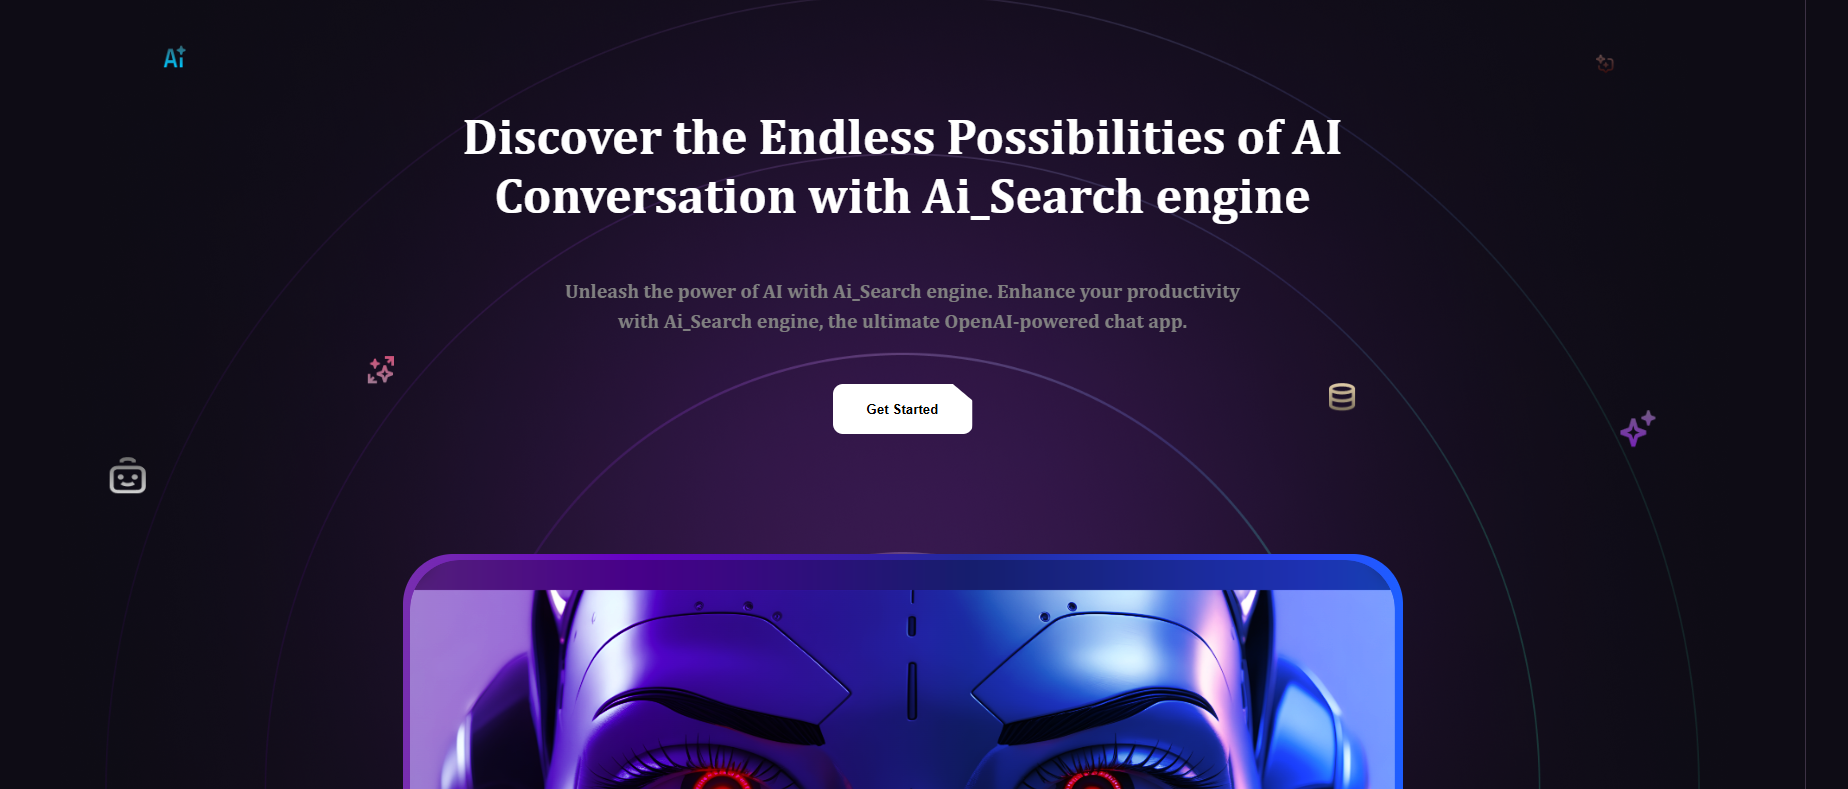 Ai
Discover the Endless Possibilities of AI
Conversation with Ai_Search engine
Unleash the power of AI with Ai_Search engine. Enhance your productivity
with Ai_Search engine, the ultimate OpenAI-powered chat app.
Get Started